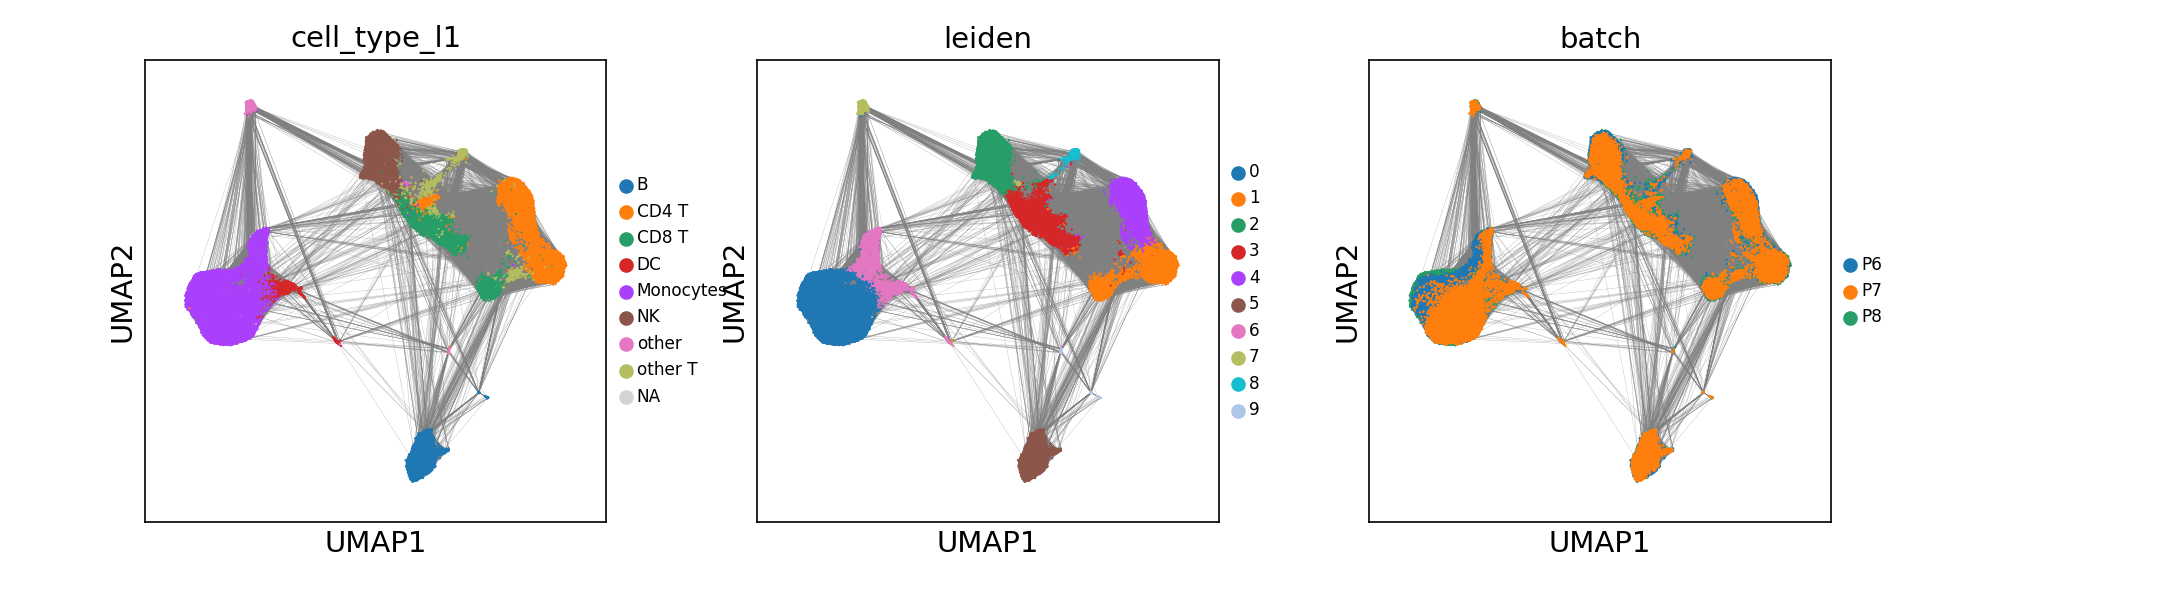 cell_type_l1
UMAP2
UMAP1
B
CD4 T
CD8 T
DC
Monocytes
NK
other
other T
NA
leiden
UMAP2
UMAP1
0
1
2
3
4
5
6
7
8
9
batch
UMAP2
UMAP1
P6
P7
P8